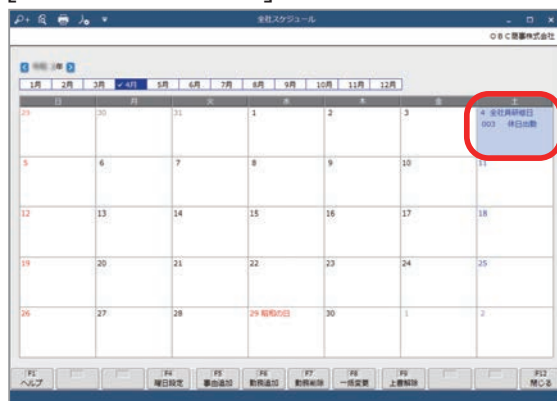 全社スケジュール
OBC商事株式会社
年
1月 2月 3月 ✓4月 5月 6月 7月 8月 9月 10月 11月 12月
日 月 火 水 木 金 土
29 30 31 1 2 3 4 全社員研修日
003 休日出勤
5 6 7 8 9 10 11
12 13 14 15 16 17 18
19 20 21 22 23 24 25
26 27 28 29 昭和の日 30 1 2
F1 F4 F5 F6 F7 F8 F9 F12
ヘルプ 曜日設定 事由追加 勤務追加 勤務削除 一括変更 上書解除 閉じる